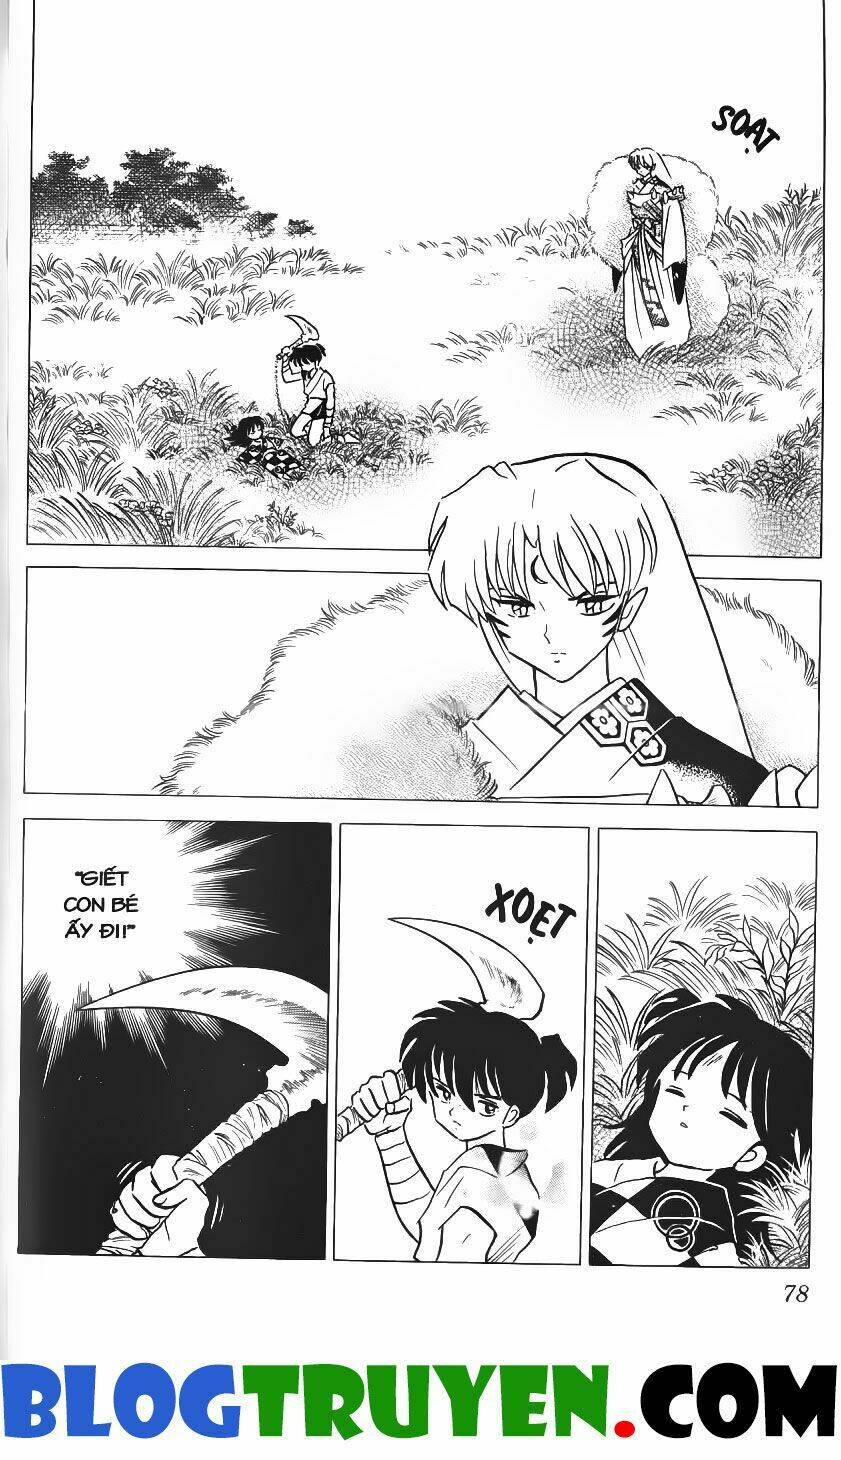 SOẠT
"GIẾT
CON BÉ
ẤY ĐI!"
XOẸT
78
BLOGTRUYEN.COM